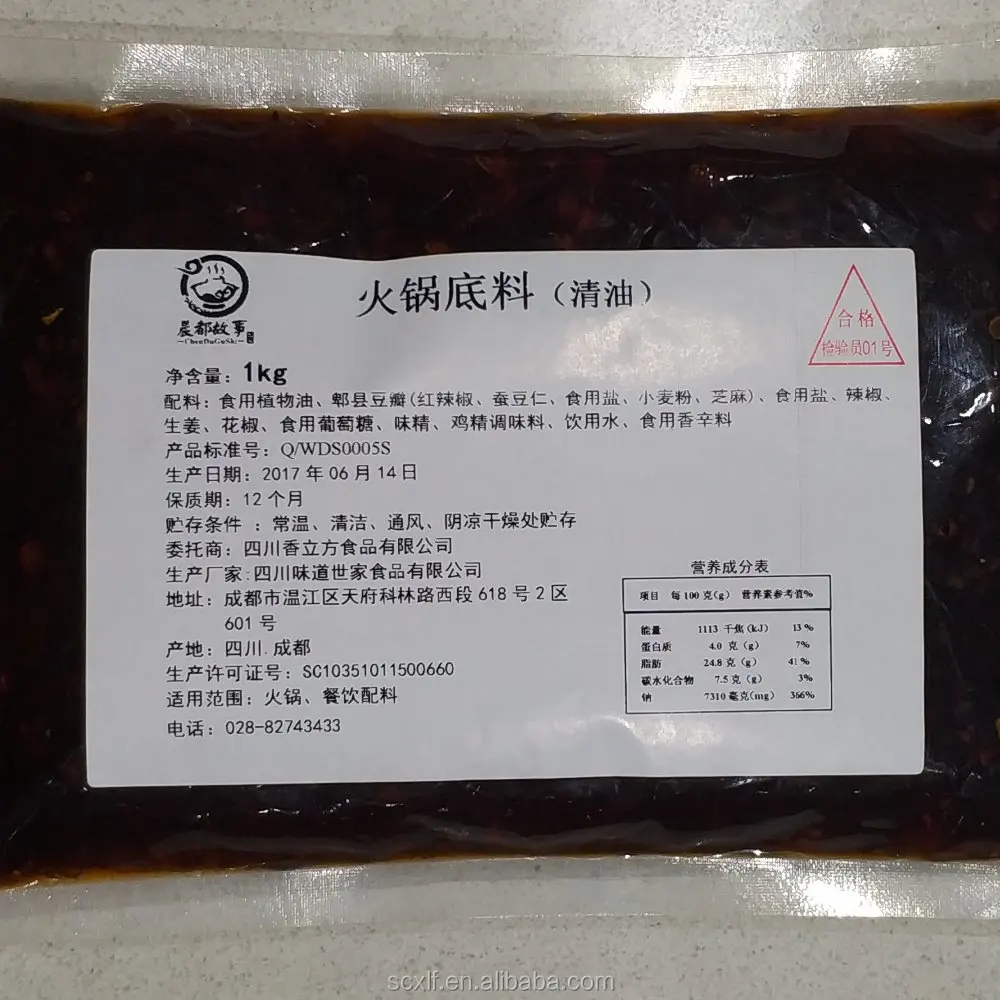 晨都故事
ChenDuGuShi
火锅底料（清油）
合格
检验员01号
净含量：1kg
配料：食用植物油、郫县豆瓣(红辣椒、蚕豆仁、食用盐、小麦粉、芝麻)、食用盐、辣椒、
生姜、花椒、食用葡萄糖、味精、鸡精调味料、饮用水、食用香辛料
产品标准号：Q/WDS0005S
生产日期：2017年06月14日
保质期：12个月
贮存条件 ：常温、清洁、通风、阴凉干燥处贮存
委托商：四川香立方食品有限公司
生产厂家:四川味道世家食品有限公司
地址：成都市温江区天府科林路西段618号2区
601号
产地：四川.成都
生产许可证号：SC10351011500660
适用范围：火锅、餐饮配料
电话：028-82743433
营养成分表
项目 每100克(g) 营养素参考值%
能量 1113 千焦(kJ) 13%
蛋白质 4.0 克(g) 7%
脂肪 24.8 克(g) 41%
碳水化合物 7.5 克(g) 3%
钠 7310 毫克(mg) 366%
scxlf.en.alibaba.com